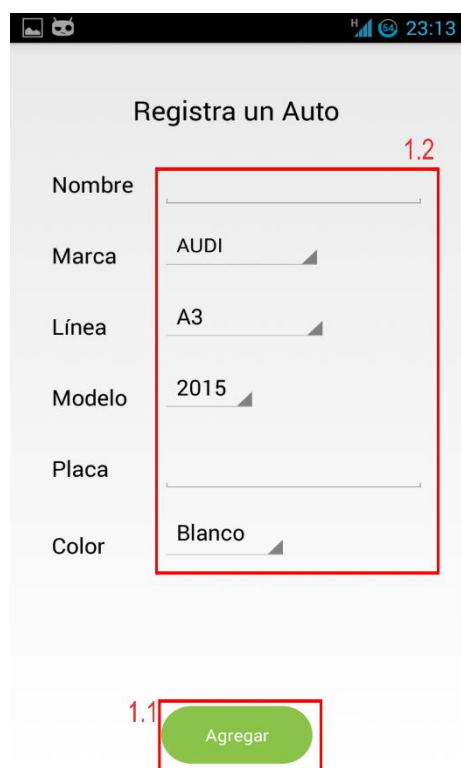 H 54 23:13
Registra un Auto
1.2
Nombre
Marca AUDI
Línea A3
Modelo 2015
Placa
Color Blanco
1.1
Agregar